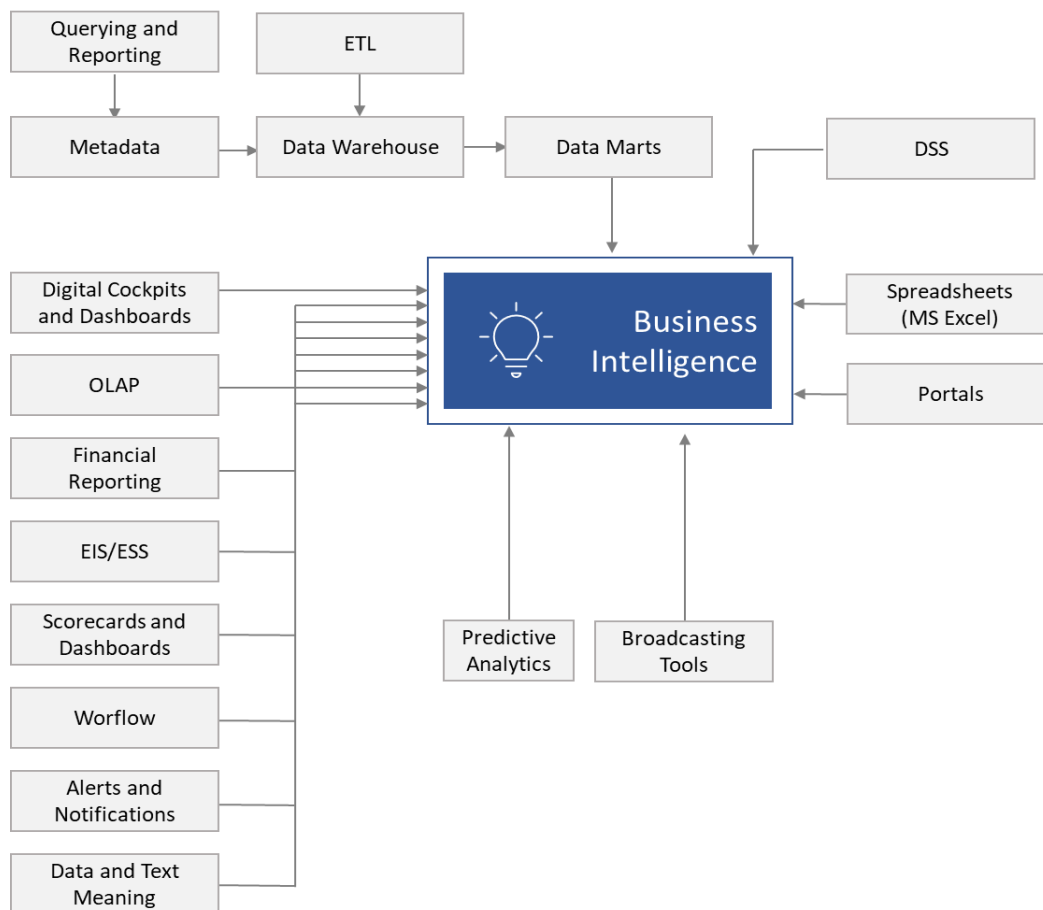 Querying and
Reporting
ETL
Metadata
Data Warehouse
Data Marts
DSS
Digital Cockpits
and Dashboards
Business
Intelligence
Spreadsheets
(MS Excel)
OLAP
Portals
Financial
Reporting
EIS/ESS
Scorecards and
Dashboards
Predictive
Analytics
Broadcasting
Tools
Worflow
Alerts and
Notifications
Data and Text
Meaning